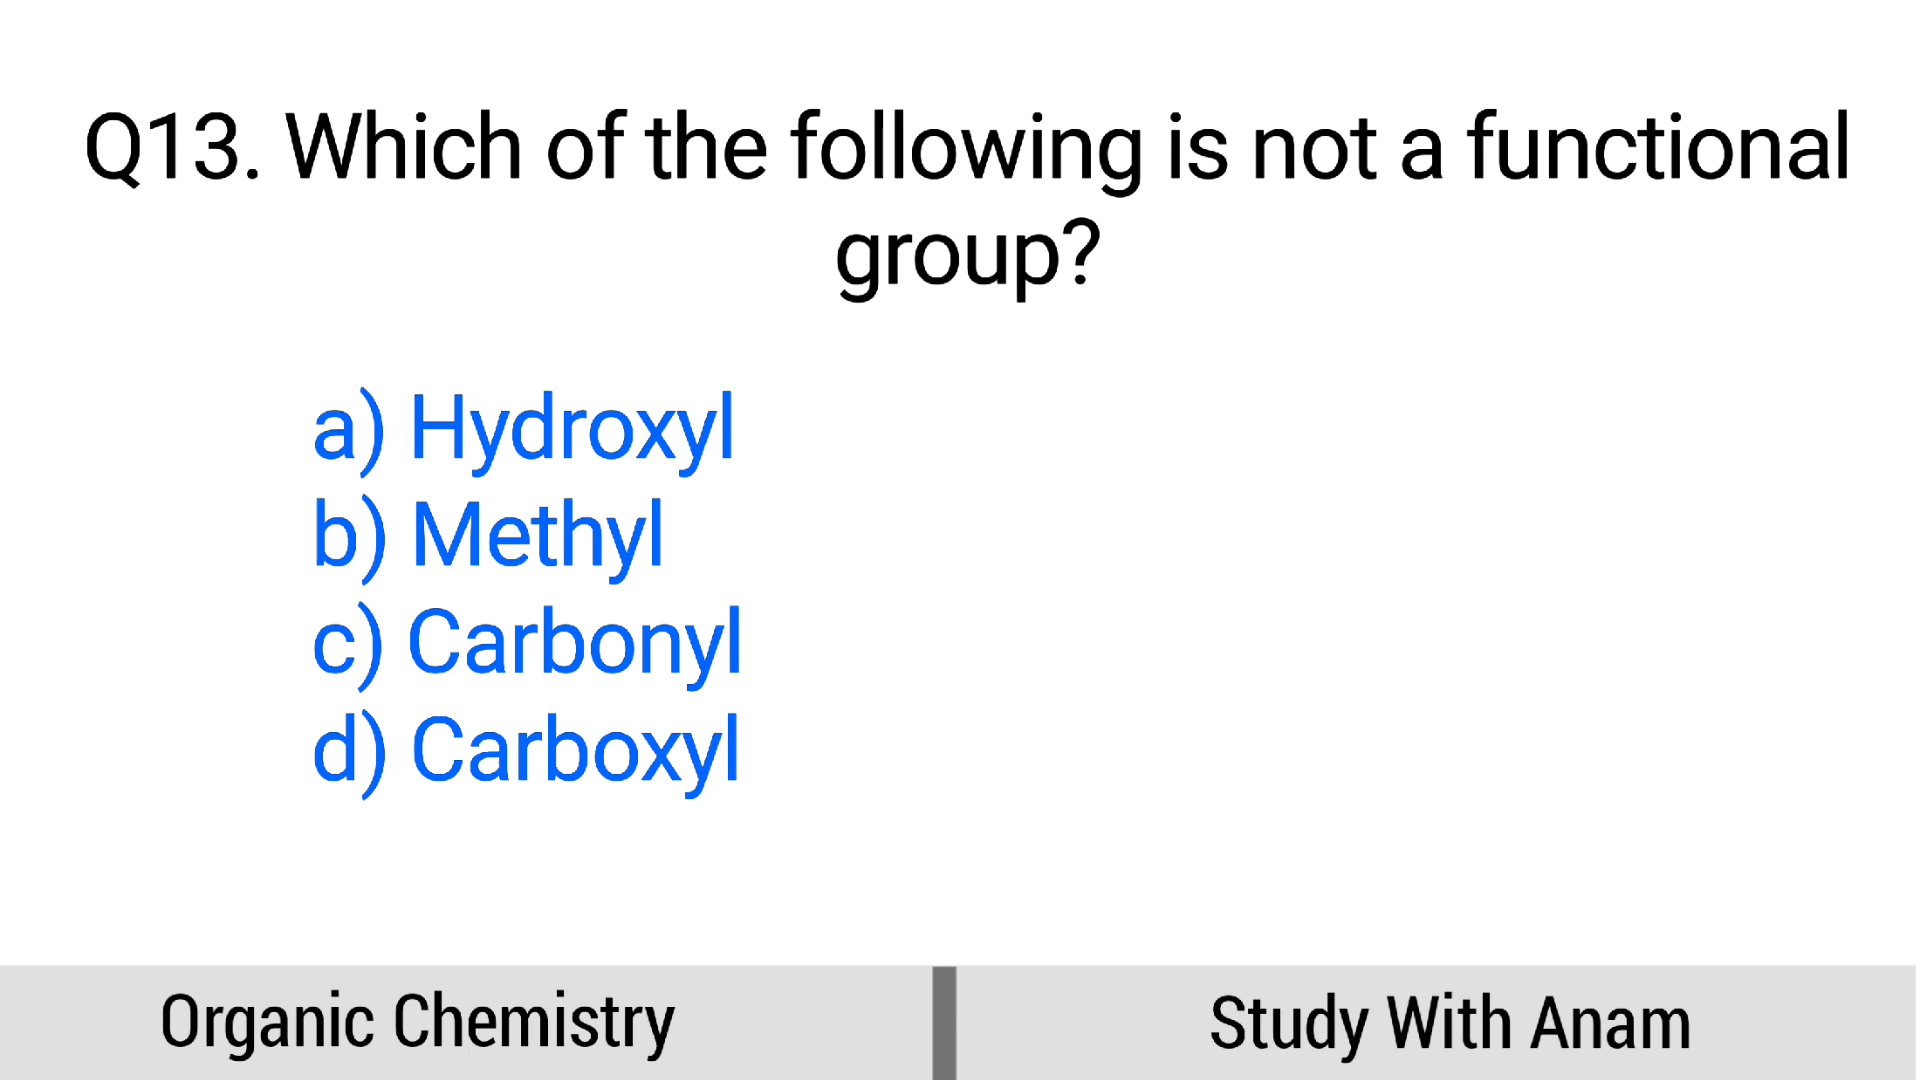 Q13. Which of the following is not a functional
group?
a) Hydroxyl
b) Methyl
c) Carbonyl
d) Carboxyl
Organic Chemistry
Study With Anam